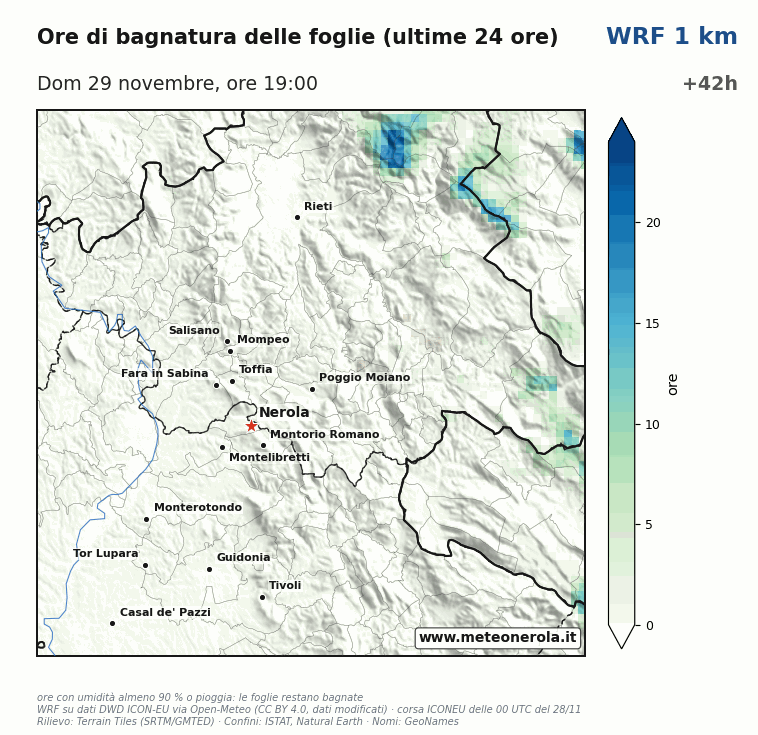 Ore di bagnatura delle foglie (ultime 24 ore)
WRF 1 km
Dom 29 novembre, ore 19:00
+42h
Rieti
Salisano
Mompeo
Fara in Sabina
Toffia
Poggio Moiano
Nerola
Montorio Romano
Montelibretti
Monterotondo
Tor Lupara
Guidonia
Tivoli
Casal de' Pazzi
www.meteonerola.it
20
15
10
5
0
ore
ore con umidità almeno 90 % o pioggia: le foglie restano bagnate
WRF su dati DWD ICON-EU via Open-Meteo (CC BY 4.0, dati modificati) · corsa ICONEU delle 00 UTC del 28/11
Rilievo: Terrain Tiles (SRTM/GMTED) · Confini: ISTAT, Natural Earth · Nomi: GeoNames